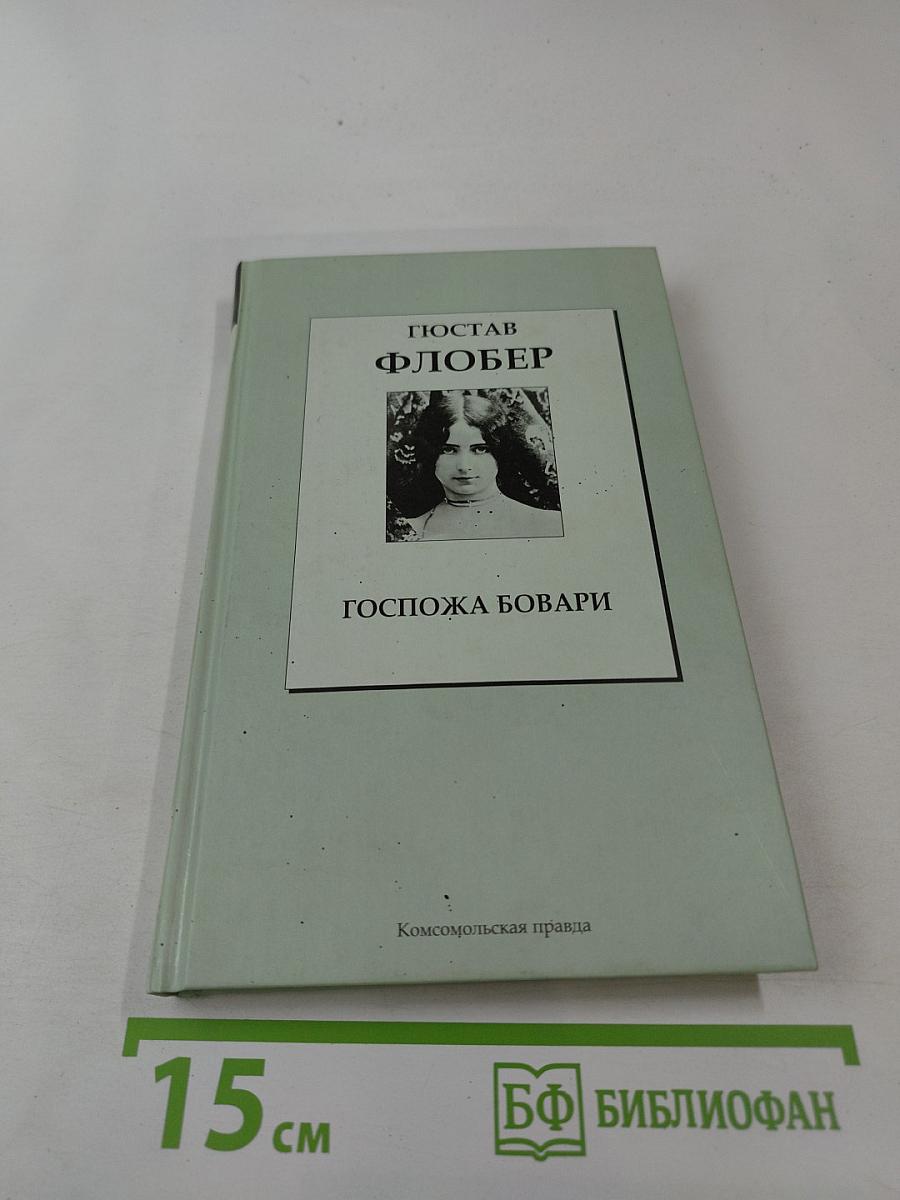 ГЮСТАВ
ФЛОБЕР
ГОСПОЖА БОВАРИ
Комсомольская правда
15 см
БФ БИБЛИОФАН